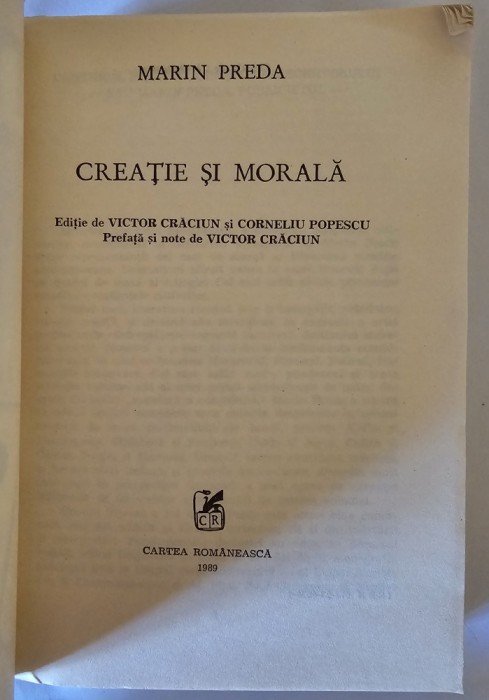 MARIN PREDA
CREAŢIE ŞI MORALĂ
Ediţie de VICTOR CRĂCIUN şi CORNELIU POPESCU
Prefaţă şi note de VICTOR CRĂCIUN
CR
CARTEA ROMÂNEASCĂ
1989